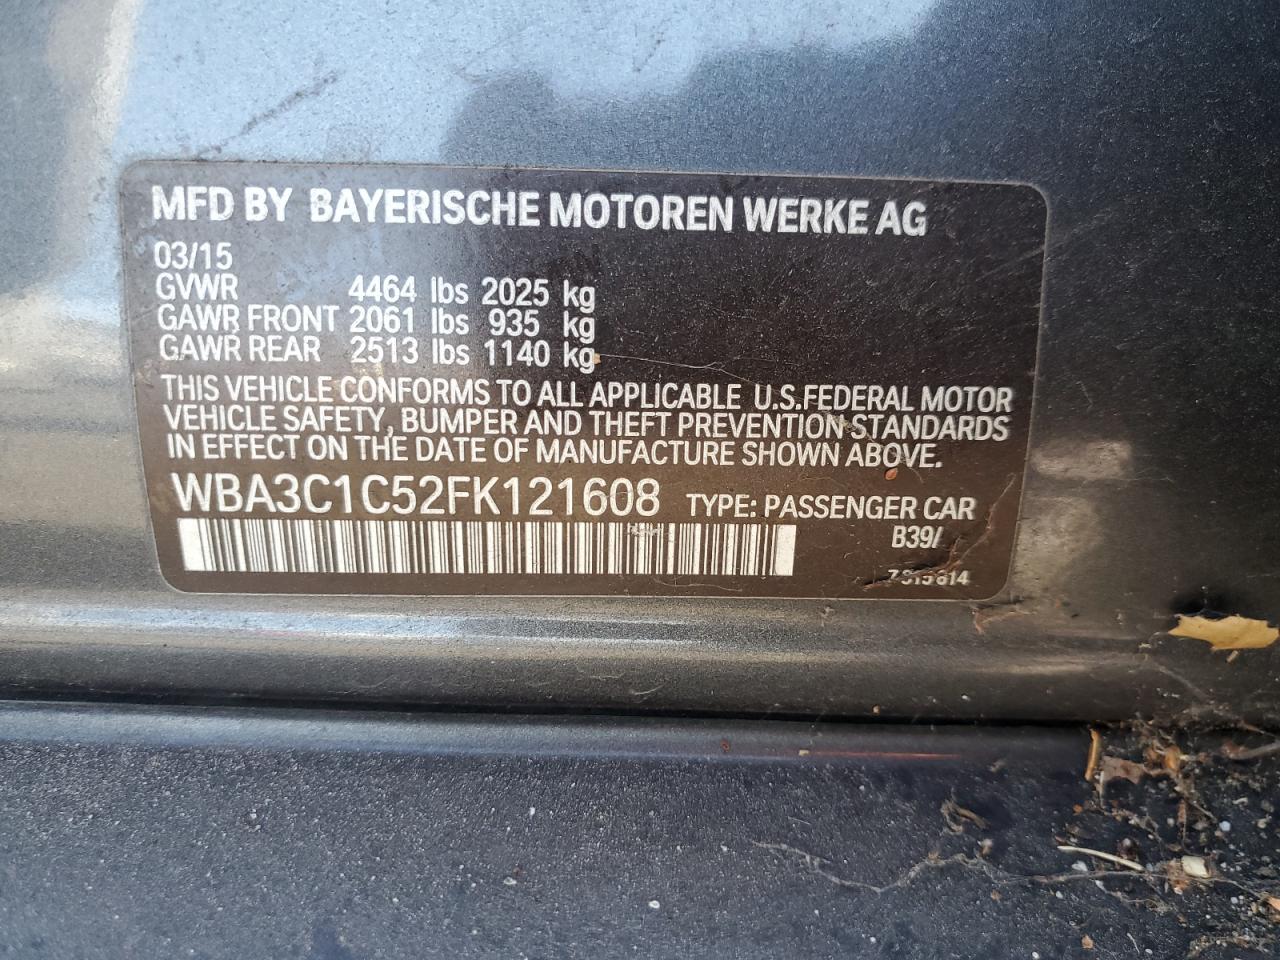 MFD BY BAYERISCHE MOTOREN WERKE AG
03/15
GVWR 4464 lbs 2025 kg
GAWR FRONT 2061 lbs 935 kg
GAWR REAR 2513 lbs 1140 kg
THIS VEHICLE CONFORMS TO ALL APPLICABLE U.S.FEDERAL MOTOR
VEHICLE SAFETY, BUMPER AND THEFT PREVENTION STANDARDS
IN EFFECT ON THE DATE OF MANUFACTURE SHOWN ABOVE.
WBA3C1C52FK121608 TYPE: PASSENGER CAR
B39/